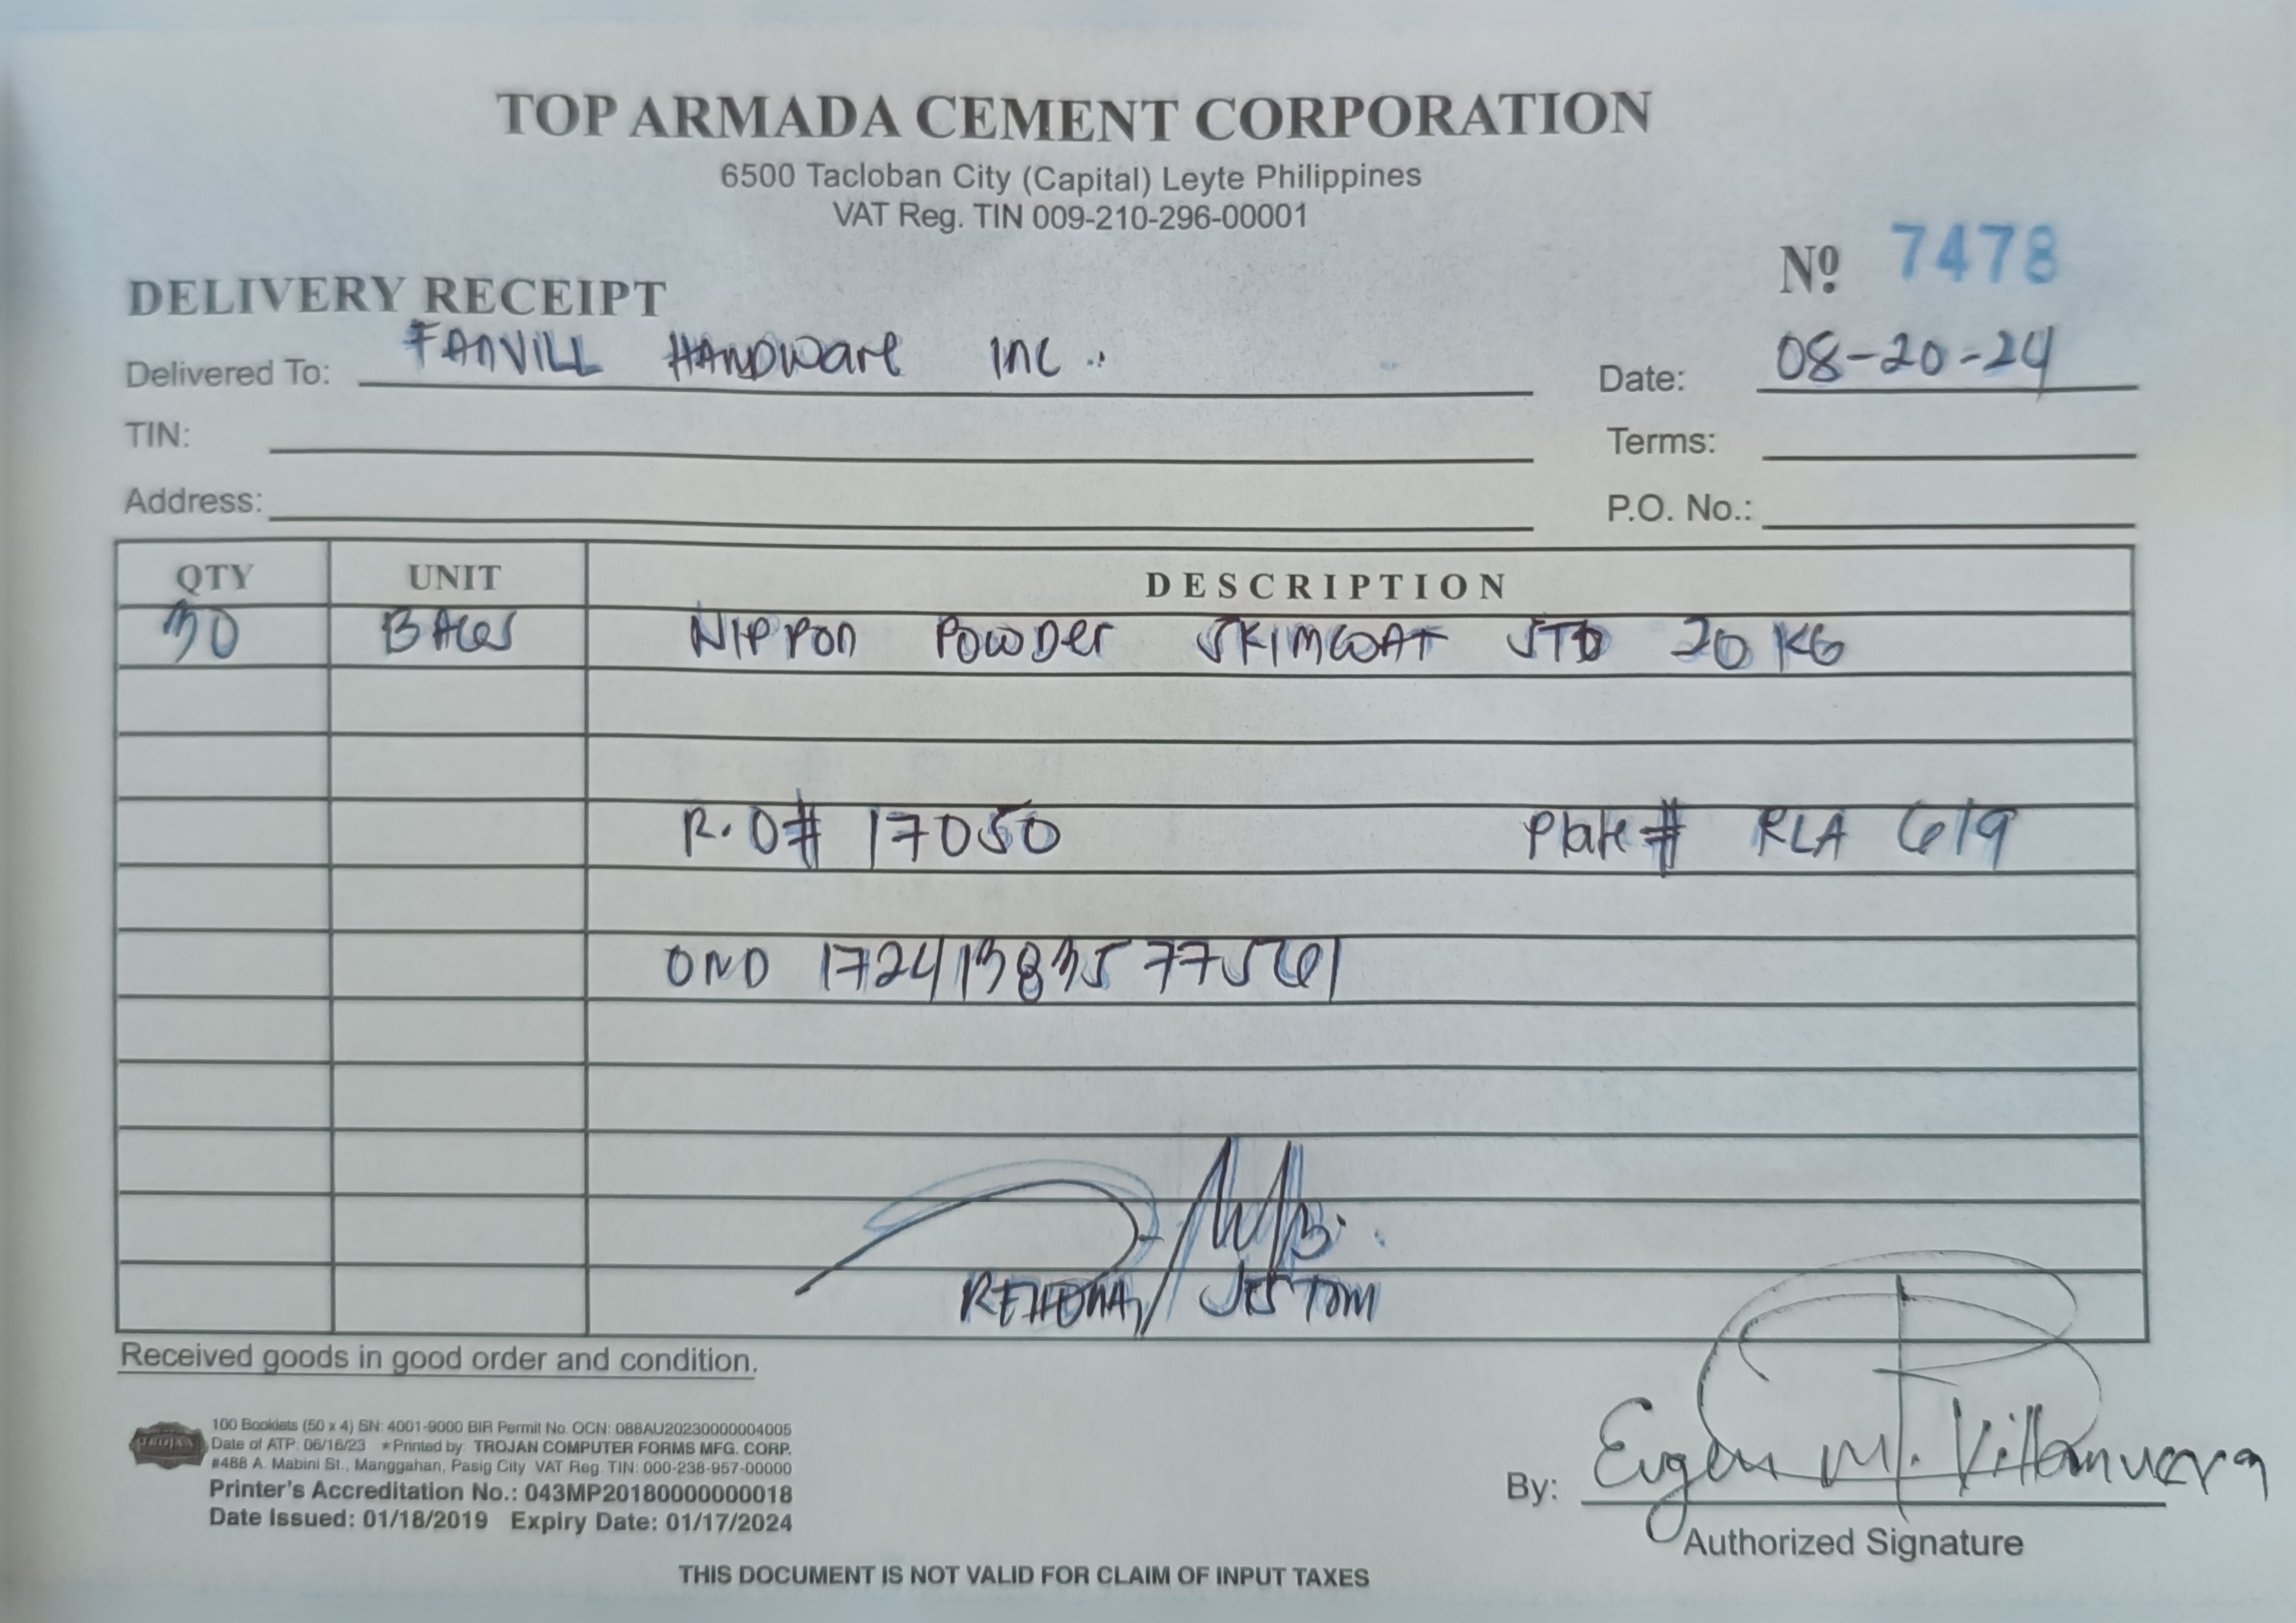 TOP ARMADA CEMENT CORPORATION
6500 Tacloban City (Capital) Leyte Philippines
VAT Reg. TIN 009-210-296-00001
DELIVERY RECEIPT
Nº 7478
Delivered To: FANVILL HANDWare Inc.
Date: 08-20-24
TIN:
Terms:
Address:
P.O. No.:
QTY UNIT DESCRIPTION
30 BAGS NIPPON POWDer SKIMCOAT STD 20 KG
R.O# 17050 Plate # RLA 619
OND 1724138357 7561
JESTOM
Received goods in good order and condition.
TROJAN
100 Booklets (50 x 4) SN: 4001-9000 BIR Permit No. OCN: 088AU20230000004005
Date of ATP: 06/16/23 *Printed by: TROJAN COMPUTER FORMS MFG. CORP.
#488 A. Mabini St., Manggahan, Pasig City VAT Reg. TIN: 000-238-957-00000
Printer's Accreditation No.: 043MP20180000000018
Date Issued: 01/18/2019 Expiry Date: 01/17/2024
By: Eugene M. Villanueva
Authorized Signature
THIS DOCUMENT IS NOT VALID FOR CLAIM OF INPUT TAXES